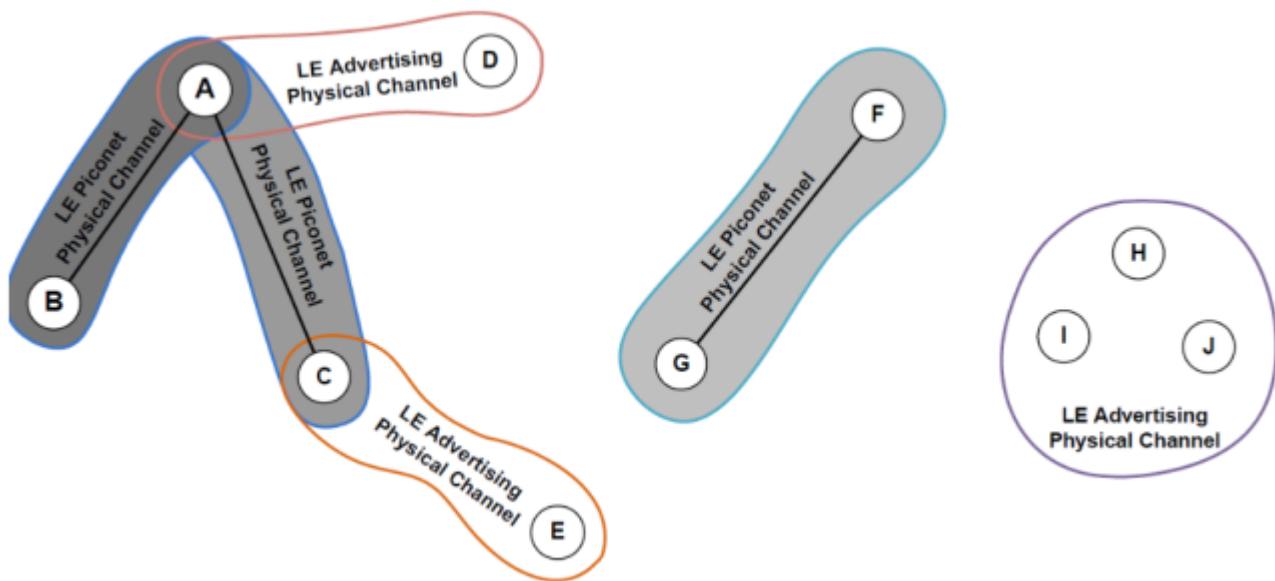 A
LE Advertising
Physical Channel
D
LE Piconet
Physical Channel
B
LE Piconet
Physical Channel
C
LE Advertising
Physical Channel
E
F
LE Piconet
Physical Channel
G
H
I
J
LE Advertising
Physical Channel